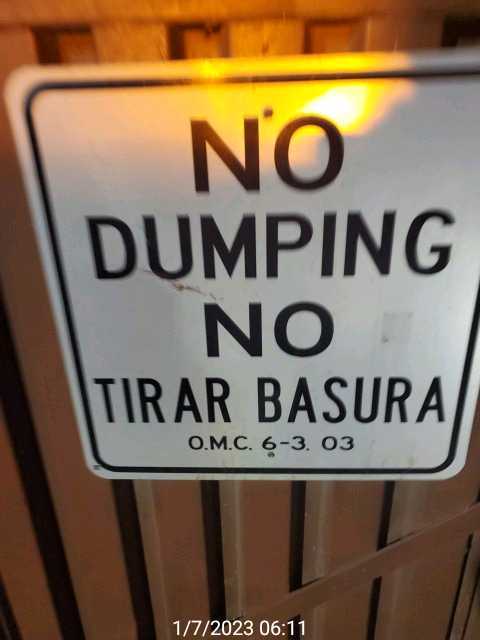 NO
DUMPING
NO
TIRAR BASURA
O.M.C. 6-3. 03
1/7/2023 06:11